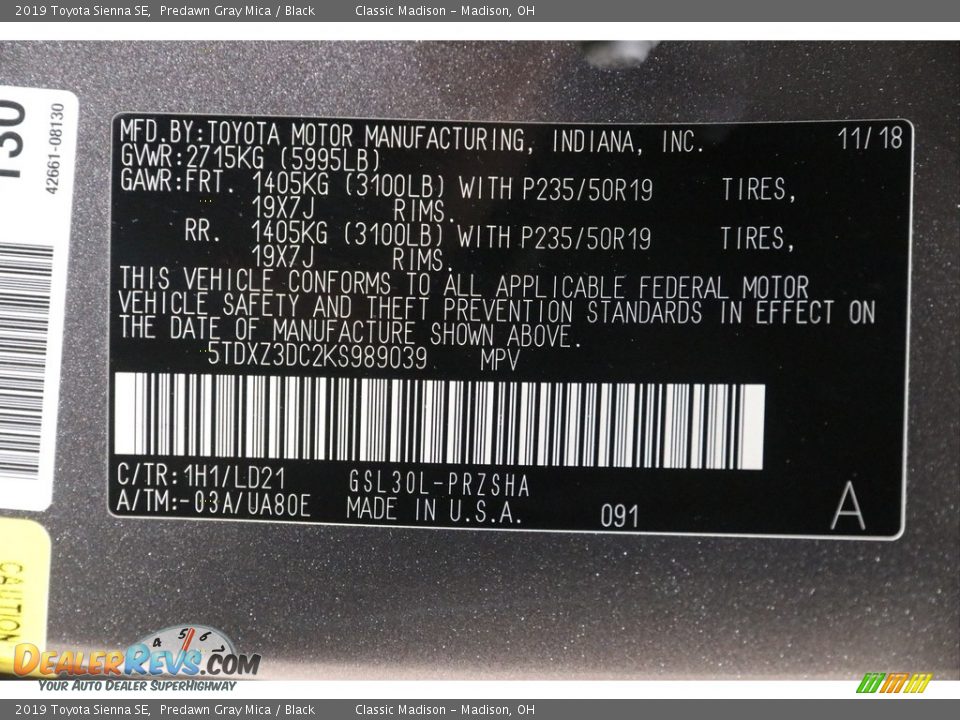 2019 Toyota Sienna SE, Predawn Gray Mica / Black Classic Madison - Madison, OH
130
42661-08130
MFD.BY:TOYOTA MOTOR MANUFACTURING, INDIANA, INC. 11/18
GVWR:2715KG (5995LB)
GAWR:FRT. 1405KG (3100LB) WITH P235/50R19 TIRES,
19X7J RIMS.
RR. 1405KG (3100LB) WITH P235/50R19 TIRES,
19X7J RIMS.
THIS VEHICLE CONFORMS TO ALL APPLICABLE FEDERAL MOTOR
VEHICLE SAFETY AND THEFT PREVENTION STANDARDS IN EFFECT ON
THE DATE OF MANUFACTURE SHOWN ABOVE.
5TDXZ3DC2KS989039 MPV
C/TR:1H1/LD21 GSL30L-PRZSHA
A/TM:-03A/UA80E MADE IN U.S.A. 091 A
CAUTION
4 5 6
DEALERREVS.COM
YOUR AUTO DEALER SUPERHIGHWAY
2019 Toyota Sienna SE, Predawn Gray Mica / Black Classic Madison - Madison, OH